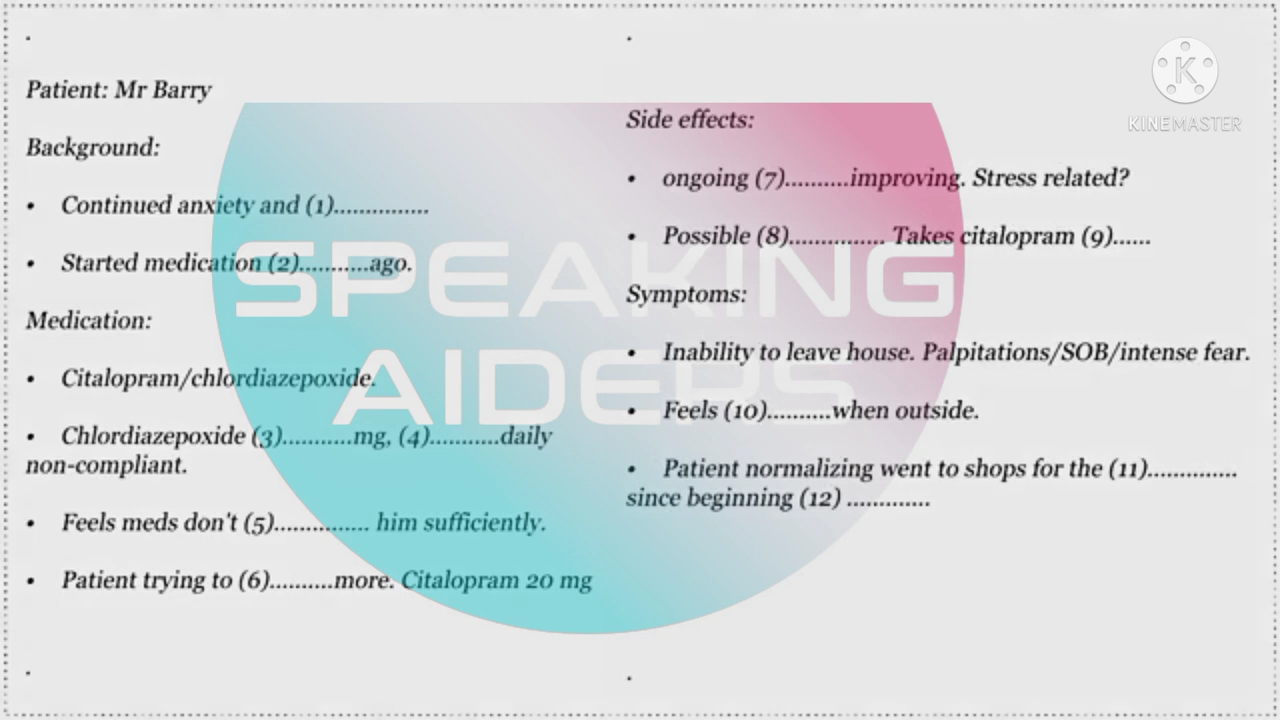 Patient: Mr Barry
Background:
• Continued anxiety and (1)...............
• Started medication (2)...........ago.
Medication:
• Citalopram/chlordiazepoxide.
• Chlordiazepoxide (3)...........mg, (4)...........daily
non-compliant.
• Feels meds don't (5)............... him sufficiently.
• Patient trying to (6)..........more. Citalopram 20 mg
Side effects:
• ongoing (7)..........improving. Stress related?
• Possible (8)............... Takes citalopram (9)......
Symptoms:
• Inability to leave house. Palpitations/SOB/intense fear.
• Feels (10)..........when outside.
• Patient normalizing went to shops for the (11)..............
since beginning (12) .............
SPEAKING
AIDERS
K
KINEMASTER